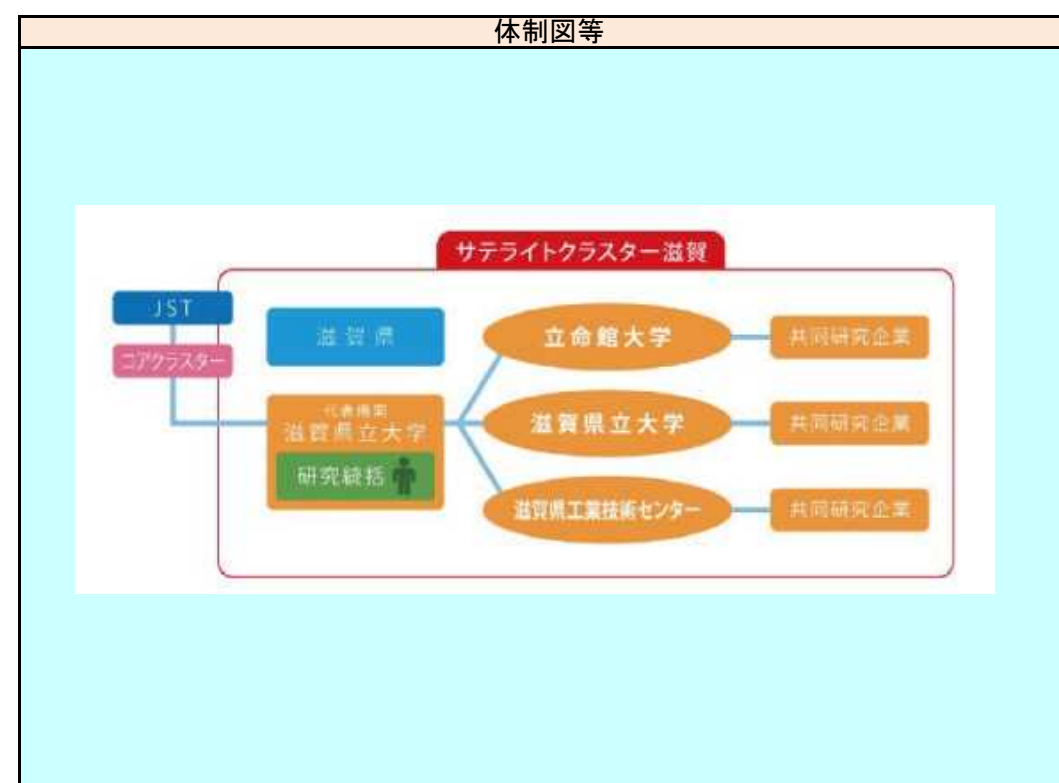 体制図等
サテライトクラスター滋賀
JST
コアクラスター
滋賀県
代表機関
滋賀県立大学
研究統括
立命館大学
共同研究企業
滋賀県立大学
共同研究企業
滋賀県工業技術センター
共同研究企業